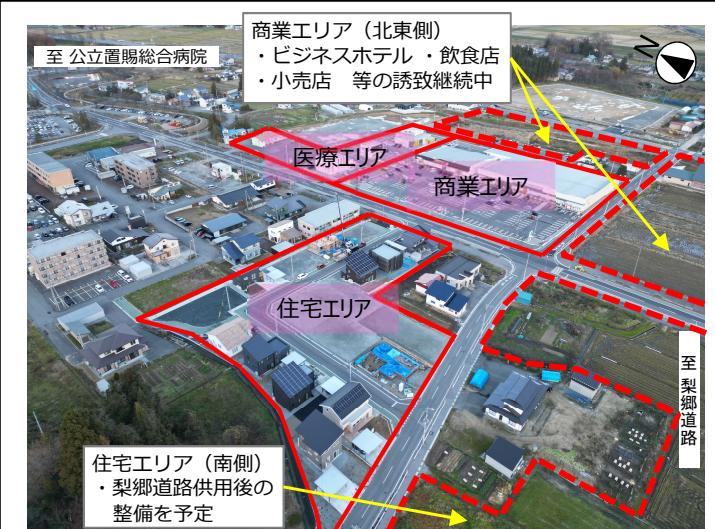 商業エリア（北東側）
・ビジネスホテル ・飲食店
・小売店　等の誘致継続中
至 公立置賜総合病院
N
医療エリア
商業エリア
住宅エリア
至 梨郷道路
住宅エリア（南側）
・梨郷道路供用後の
整備を予定